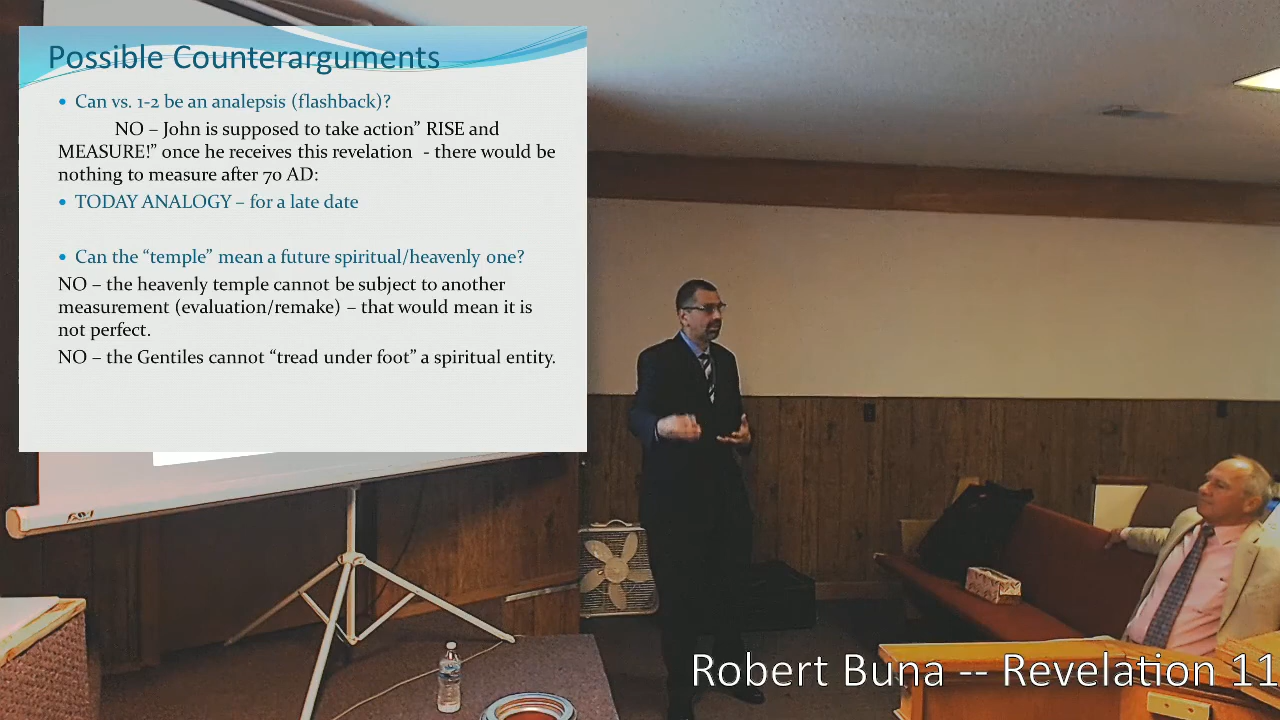 Possible Counterarguments
• Can vs. 1-2 be an analepsis (flashback)?
NO – John is supposed to take action” RISE and
MEASURE!” once he receives this revelation - there would be
nothing to measure after 70 AD:
• TODAY ANALOGY – for a late date
• Can the “temple” mean a future spiritual/heavenly one?
NO – the heavenly temple cannot be subject to another
measurement (evaluation/remake) – that would mean it is
not perfect.
NO – the Gentiles cannot “tread under foot” a spiritual entity.
Robert Buna -- Revelation 11